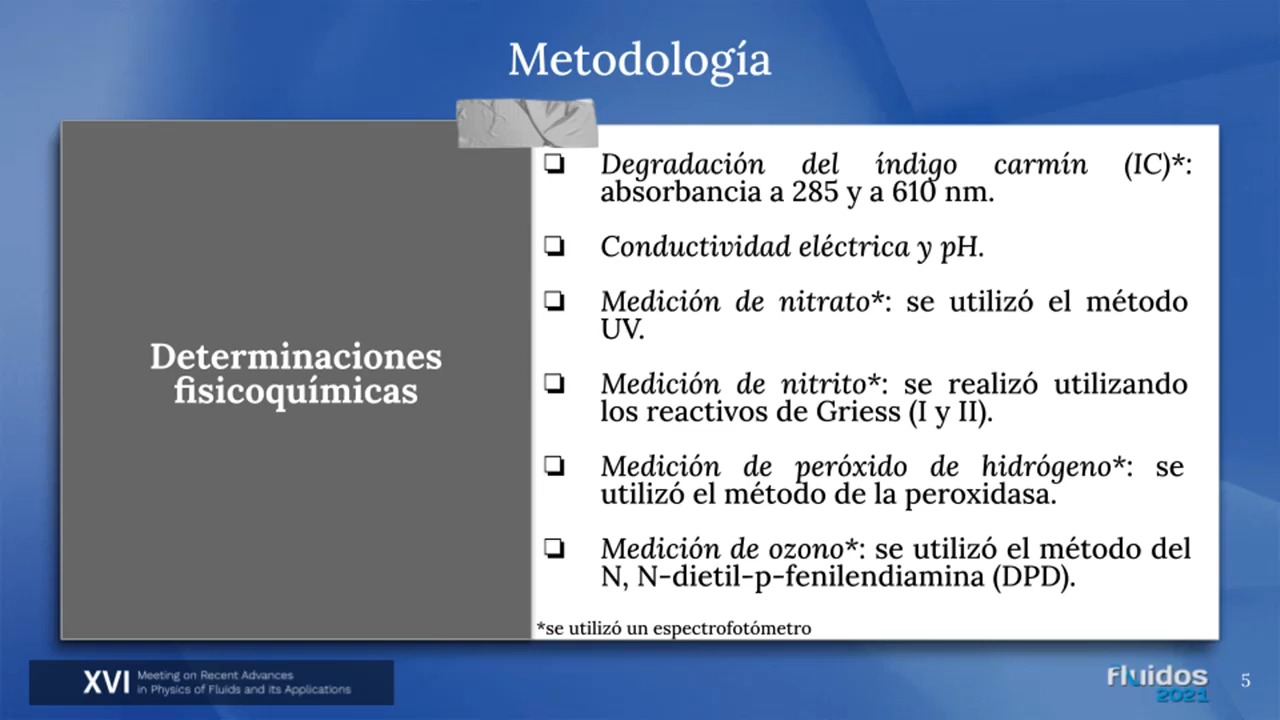 Metodología
Determinaciones
fisicoquímicas
❏ Degradación del índigo carmín (IC)*:
absorbancia a 285 y a 610 nm.
❏ Conductividad eléctrica y pH.
❏ Medición de nitrato*: se utilizó el método
UV.
❏ Medición de nitrito*: se realizó utilizando
los reactivos de Griess (I y II).
❏ Medición de peróxido de hidrógeno*: se
utilizó el método de la peroxidasa.
❏ Medición de ozono*: se utilizó el método del
N, N-dietil-p-fenilendiamina (DPD).
*se utilizó un espectrofotómetro
XVI Meeting on Recent Advances
in Physics of Fluids and its Applications
fluidos
2021
5